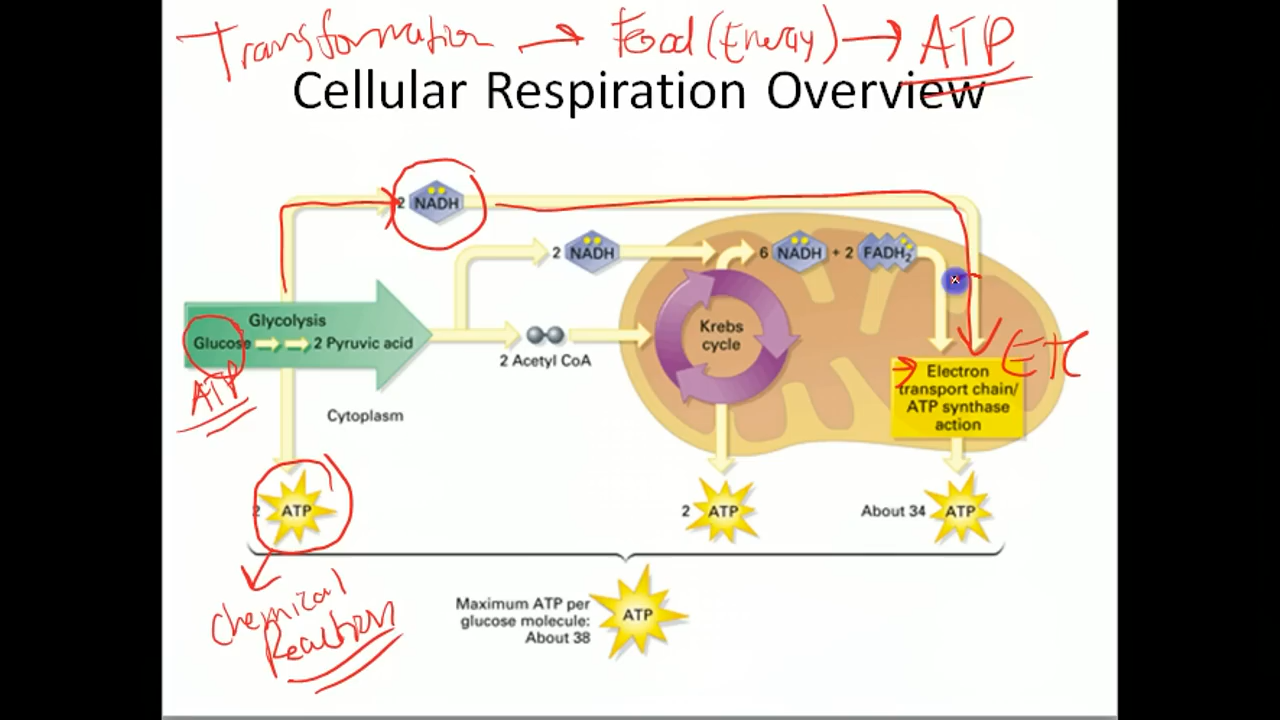 Transformation → Food (Energy) → ATP
Cellular Respiration Overview
2 NADH
2 NADH
6 NADH + 2 FADH₂
Glycolysis
Glucose 2 Pyruvic acid
ATP
Krebs
cycle
2 Acetyl CoA
ETC
Electron
transport chain/
ATP synthase
action
Cytoplasm
2 ATP
2 ATP
About 34 ATP
Chemical
Reaction
Maximum ATP per
glucose molecule:
About 38
ATP